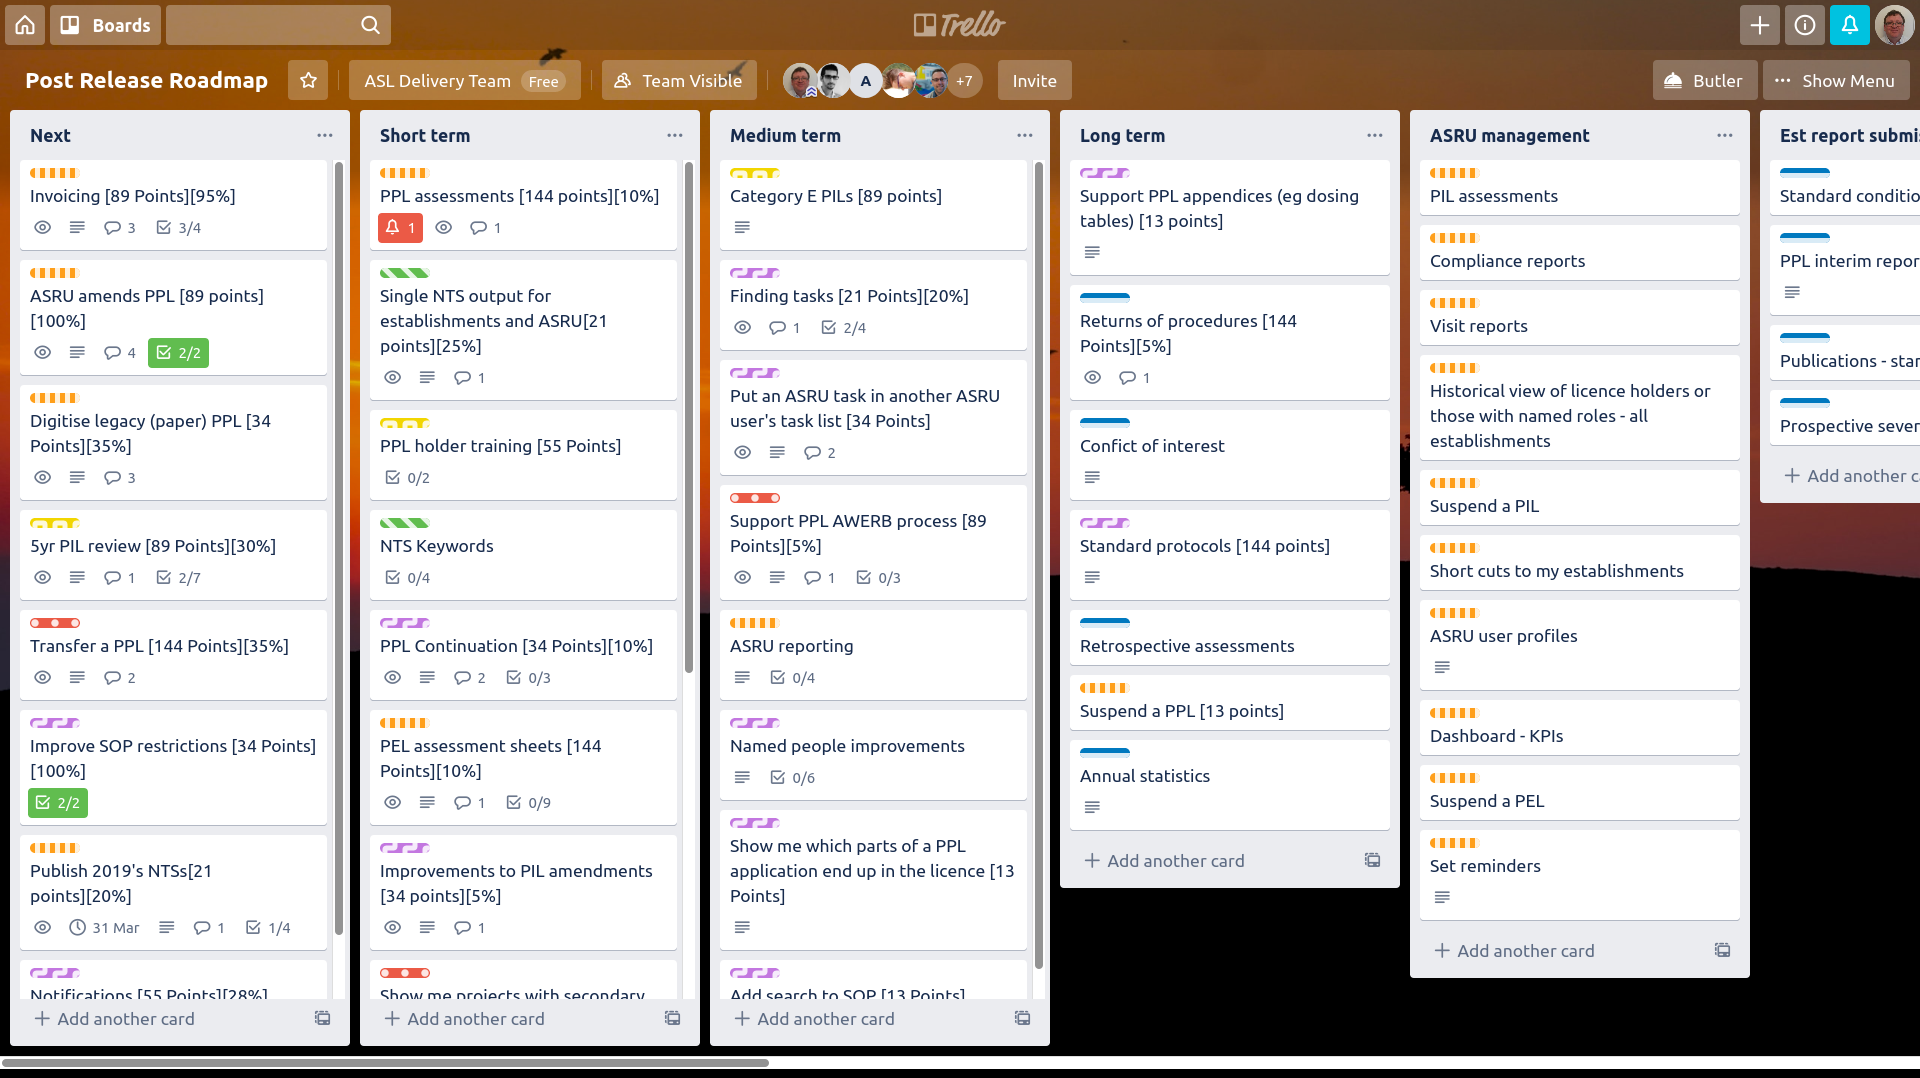 Boards
Trello
Post Release Roadmap
ASL Delivery Team Free
Team Visible
A
+7
Invite
Butler
Show Menu
Next
Invoicing [89 Points][95%]
3 3/4
ASRU amends PPL [89 points]
[100%]
4 2/2
Digitise legacy (paper) PPL [34
Points][35%]
3
5yr PIL review [89 Points][30%]
1 2/7
Transfer a PPL [144 Points][35%]
2
Improve SOP restrictions [34 Points]
[100%]
2/2
Publish 2019's NTSs[21
points][20%]
31 Mar 1 1/4
Notifications [55 Points][28%]
Add another card
Short term
PPL assessments [144 points][10%]
1 1
Single NTS output for
establishments and ASRU[21
points][25%]
1
PPL holder training [55 Points]
0/2
NTS Keywords
0/4
PPL Continuation [34 Points][10%]
2 0/3
PEL assessment sheets [144
Points][10%]
1 0/9
Improvements to PIL amendments
[34 points][5%]
1
Show me projects with secondary
Add another card
Medium term
Category E PILs [89 points]
Finding tasks [21 Points][20%]
1 2/4
Put an ASRU task in another ASRU
user's task list [34 Points]
2
Support PPL AWERB process [89
Points][5%]
1 0/3
ASRU reporting
0/4
Named people improvements
0/6
Show me which parts of a PPL
application end up in the licence [13
Points]
Add search to SOP [13 Points]
Add another card
Long term
Support PPL appendices (eg dosing
tables) [13 points]
Returns of procedures [144
Points][5%]
1
Confict of interest
Standard protocols [144 points]
Retrospective assessments
Suspend a PPL [13 points]
Annual statistics
Add another card
ASRU management
PIL assessments
Compliance reports
Visit reports
Historical view of licence holders or
those with named roles - all
establishments
Suspend a PIL
Short cuts to my establishments
ASRU user profiles
Dashboard - KPIs
Suspend a PEL
Set reminders
Add another card
Est report
Standard
PPL interim
Publications -
Prospective
Add another